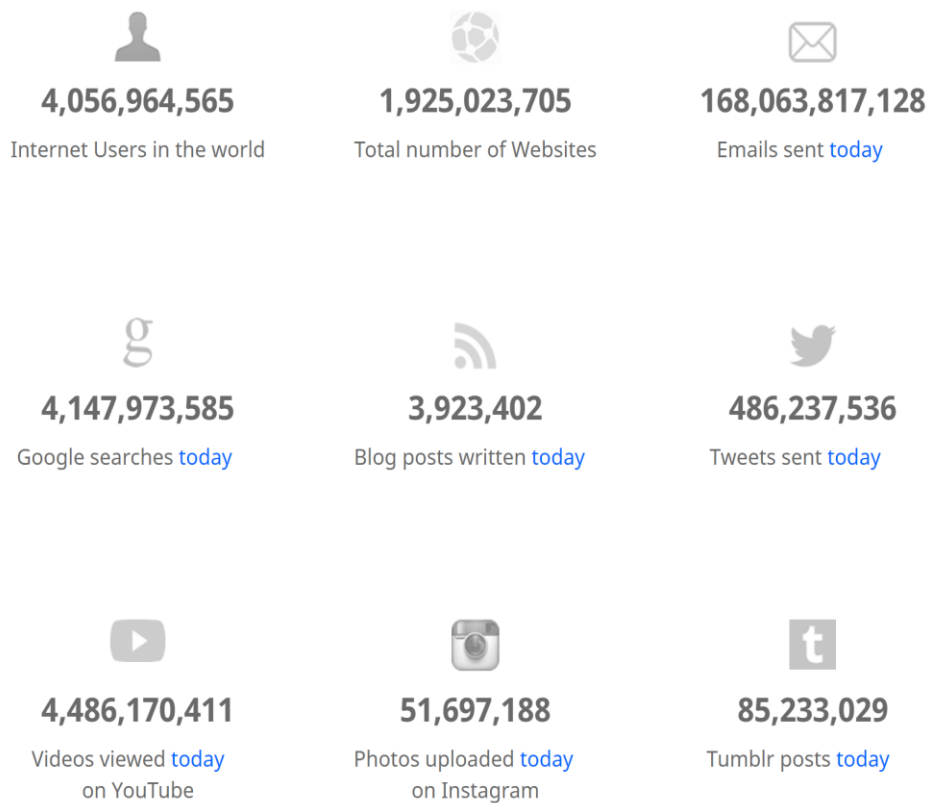 4,056,964,565
Internet Users in the world
1,925,023,705
Total number of Websites
168,063,817,128
Emails sent today
g
4,147,973,585
Google searches today
3,923,402
Blog posts written today
486,237,536
Tweets sent today
4,486,170,411
Videos viewed today
on YouTube
51,697,188
Photos uploaded today
on Instagram
t
85,233,029
Tumblr posts today